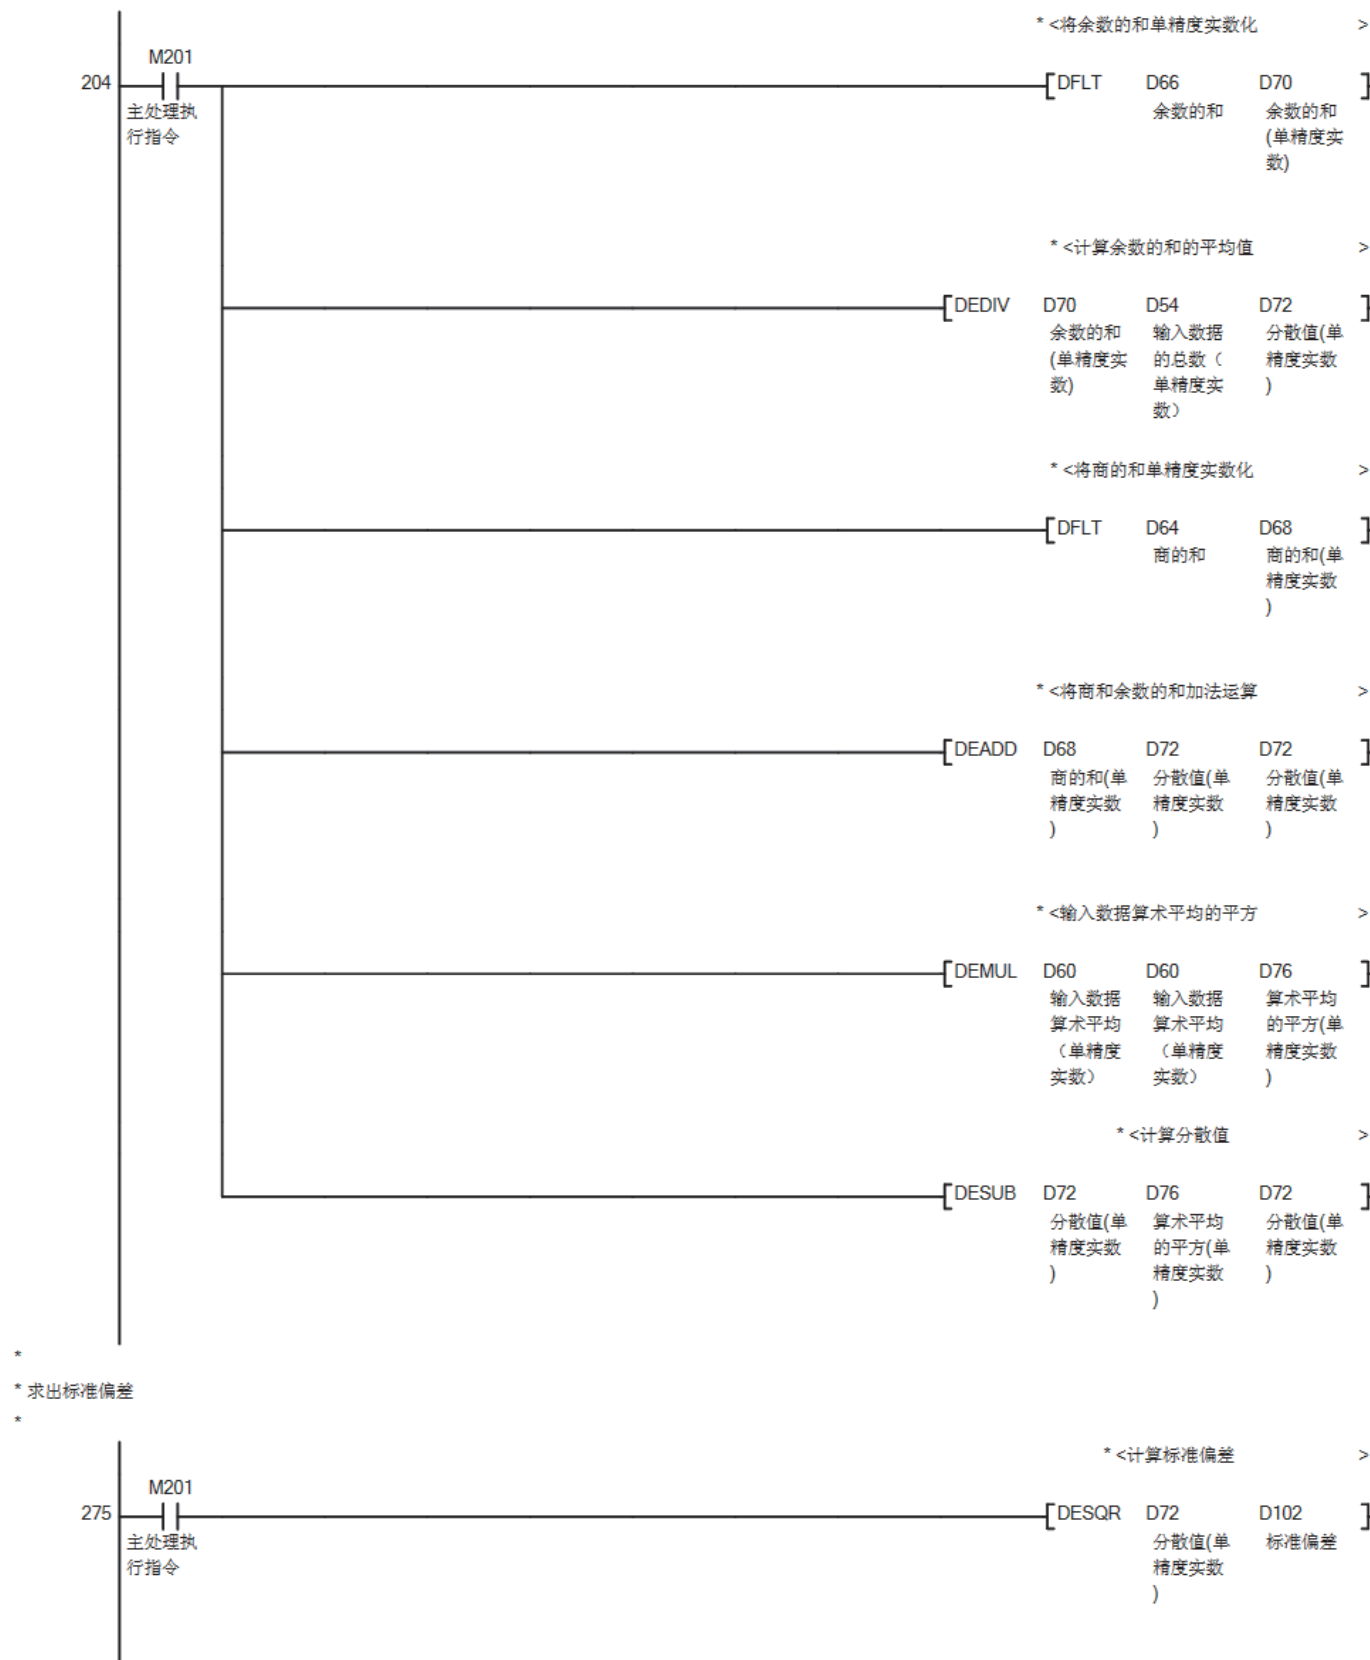 * <将余数的和单精度实数化 >
M201
204 DFLT D66 D70
主处理执 余数的和 余数的和
行指令 (单精度实
数)
* <计算余数的和的平均值 >
DEDIV D70 D54 D72
余数的和 输入数据 分散值(单
(单精度实 的总数（ 精度实数
数) 单精度实 )
数）
* <将商的和单精度实数化 >
DFLT D64 D68
商的和 商的和(单
精度实数
)
* <将商和余数的和加法运算 >
DEADD D68 D72 D72
商的和(单 分散值(单 分散值(单
精度实数 精度实数 精度实数
) ) )
* <输入数据算术平均的平方 >
DEMUL D60 D60 D76
输入数据 输入数据 算术平均
算术平均 算术平均 的平方(单
（单精度 （单精度 精度实数
实数） 实数） )
* <计算分散值 >
DESUB D72 D76 D72
分散值(单 算术平均 分散值(单
精度实数 的平方(单 精度实数
) 精度实数 )
)
*
* 求出标准偏差
*
* <计算标准偏差 >
M201
275 DESQR D72 D102
主处理执 分散值(单 标准偏差
行指令 精度实数
)